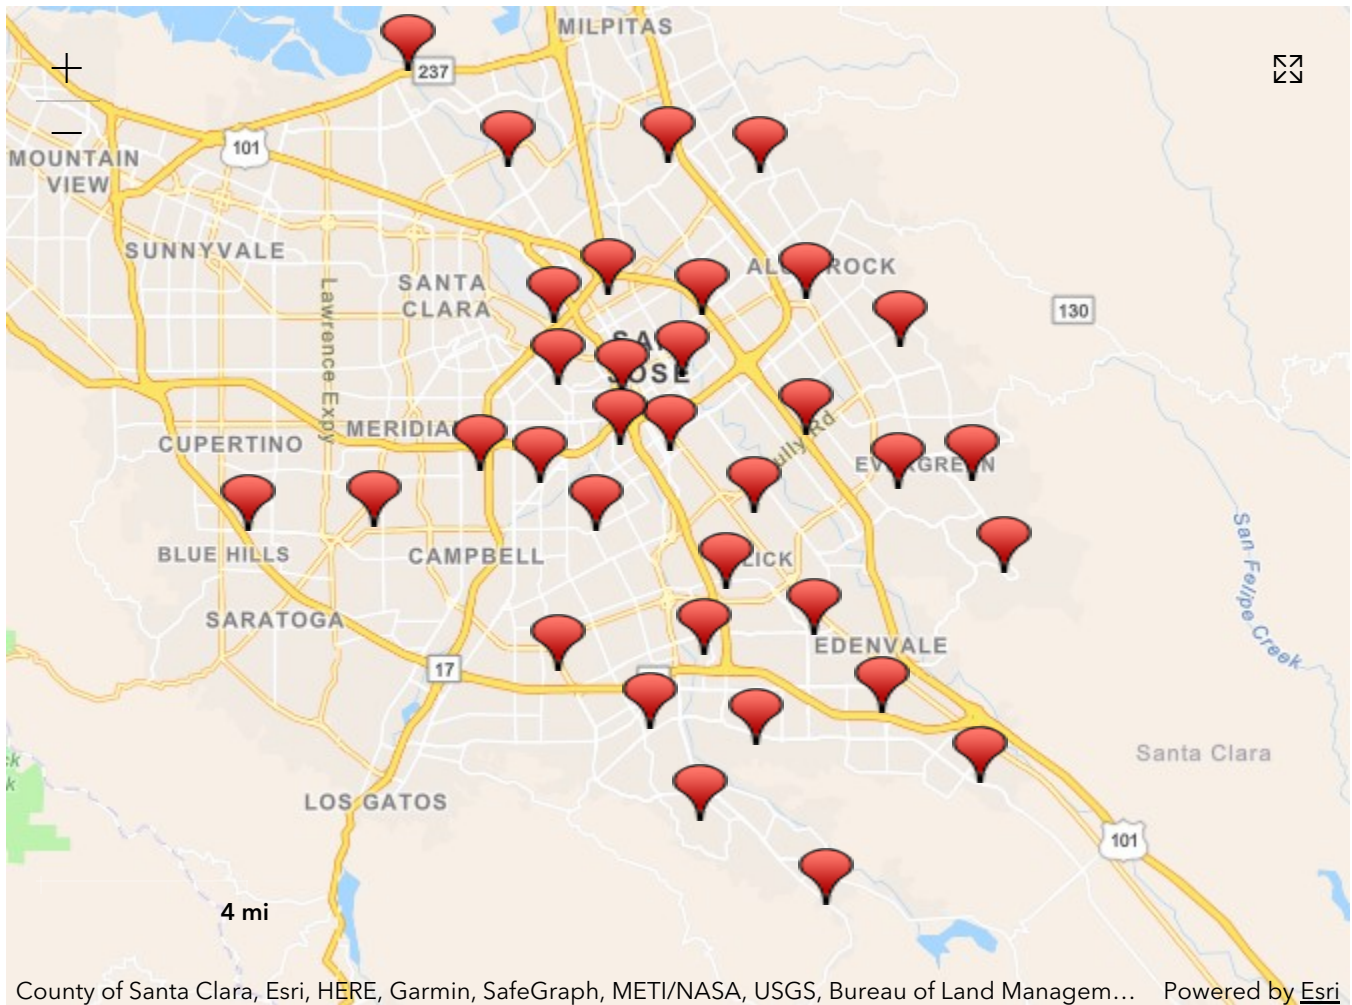 MILPITAS
237
101
MOUNTAIN
VIEW
SUNNYVALE
SANTA
CLARA
ROCK
130
Lawrence Expy
JOSE
CUPERTINO
BLUE HILLS
CAMPBELL
SARATOGA
EDENVALE
17
San Felipe Creek
Santa Clara
LOS GATOS
101
4 mi
County of Santa Clara, Esri, HERE, Garmin, SafeGraph, METI/NASA, USGS, Bureau of Land Managem… Powered by Esri